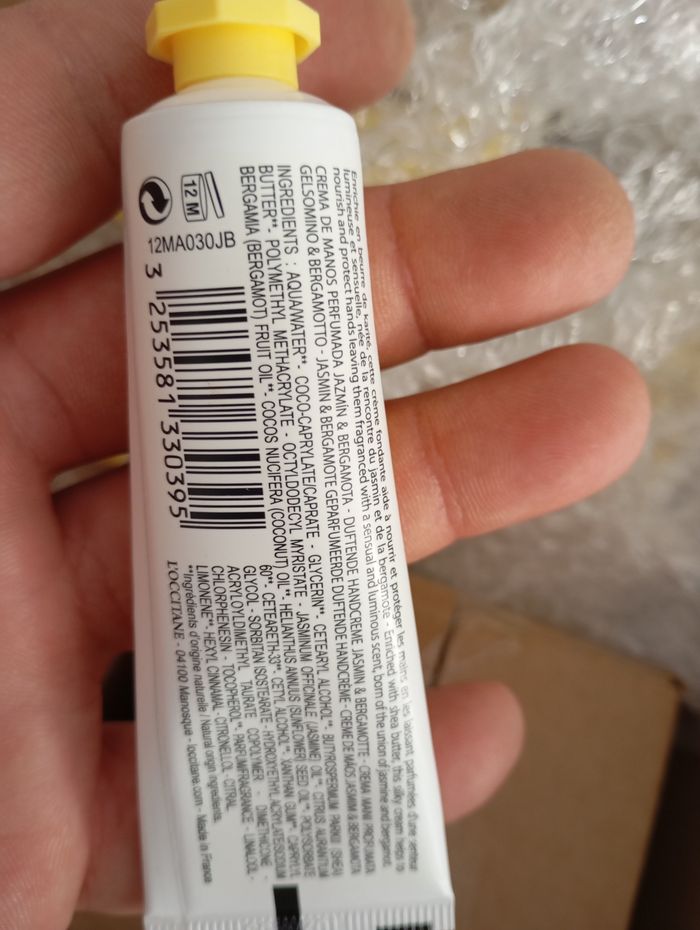 Enrichie en beurre de karité, cette crème fondante aide à nourrir et protéger les mains en les laissant parfumées d'une senteur
lumineuse et sensuelle, née de la rencontre du jasmin et de la bergamote - Enriched with shea butter, this silky cream helps to
nourish and protect hands leaving them fragranced with a sensual and luminous scent, born of the union of jasmine and bergamot.
CREMA DE MANOS PERFUMADA JAZMÍN & BERGAMOTA - DUFTENDE HANDCREME JASMIN & BERGAMOTTE - CREMA MANI PROFUMATA
GELSOMINO & BERGAMOTTO - JASMIN & BERGAMOTE GEPARFUMEERDE DUFTENDE HANDCRÈME - CREME DE MÃOS JASMIM & BERGAMOTA
INGREDIENTS : AQUA/WATER**- COCO-CAPRYLATE/CAPRATE - GLYCERIN**- CETEARYL ALCOHOL**- BUTYROSPERMUM PARKII (SHEA)
BUTTER**- POLYMETHYL METHACRYLATE - OCTYLDODECYL MYRISTATE - JASMINUM OFFICINALE (JASMINE) OIL**- CITRUS AURANTIUM
BERGAMIA (BERGAMOT) FRUIT OIL**- COCOS NUCIFERA (COCONUT) OIL**- HELIANTHUS ANNUUS (SUNFLOWER) SEED OIL**- POLYSORBATE
60**- CETEARETH-33**- CETYL ALCOHOL**- XANTHAN GUM**- CAPRYLYL
GLYCOL - SORBITAN ISOSTEARATE - HYDROXYETHYL ACRYLATE/SODIUM
ACRYLOYLDIMETHYL TAURATE COPOLYMER - DIMETHICONE -
CHLORPHENESIN - TOCOPHEROL**- PARFUM/FRAGRANCE - LINALOOL -
LIMONENE**- HEXYL CINNAMAL - CITRONELLOL - CITRAL
**Ingrédients d'origine naturelle / Natural origin ingredients.
L'OCCITANE - 04100 Manosque - loccitane.com - Made in France
12 M
12MA030JB
3 253581 330395